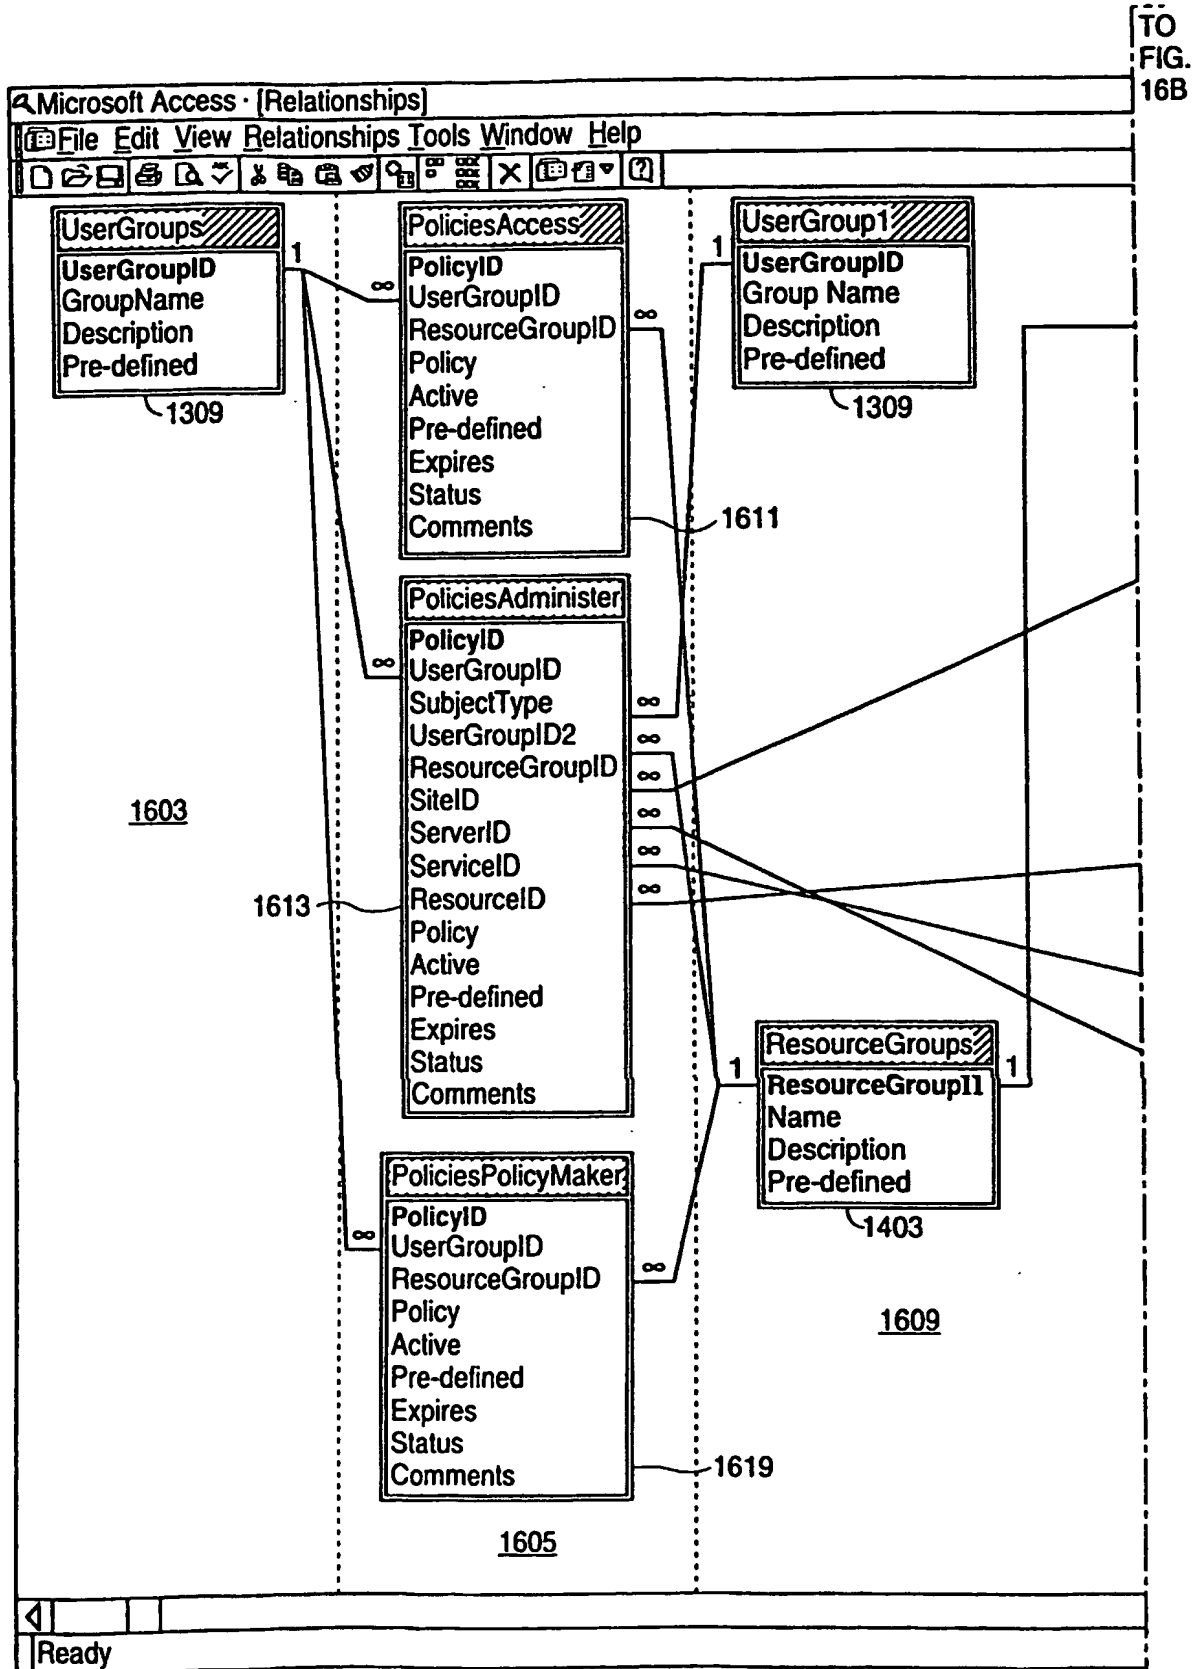 TO
FIG.
16B
Microsoft Access · [Relationships]
File Edit View Relationships Tools Window Help
UserGroups
1
UserGroupID
GroupName
Description
Pre-defined
1309
PoliciesAccess
PolicyID
∞ UserGroupID
ResourceGroupID ∞
Policy
Active
Pre-defined
Expires
Status
Comments
1611
UserGroup1
1
UserGroupID
Group Name
Description
Pre-defined
1309
PoliciesAdminister
PolicyID
∞ UserGroupID
SubjectType ∞
UserGroupID2 ∞
ResourceGroupID ∞
SiteID ∞
ServerID ∞
ServiceID ∞
ResourceID
Policy
Active
Pre-defined
Expires
Status
Comments
1603
1613
PoliciesPolicyMaker
PolicyID
∞ UserGroupID
ResourceGroupID ∞
Policy
Active
Pre-defined
Expires
Status
Comments
1619
1605
ResourceGroups
1 1
ResourceGroupIl
Name
Description
Pre-defined
1403
1609
Ready